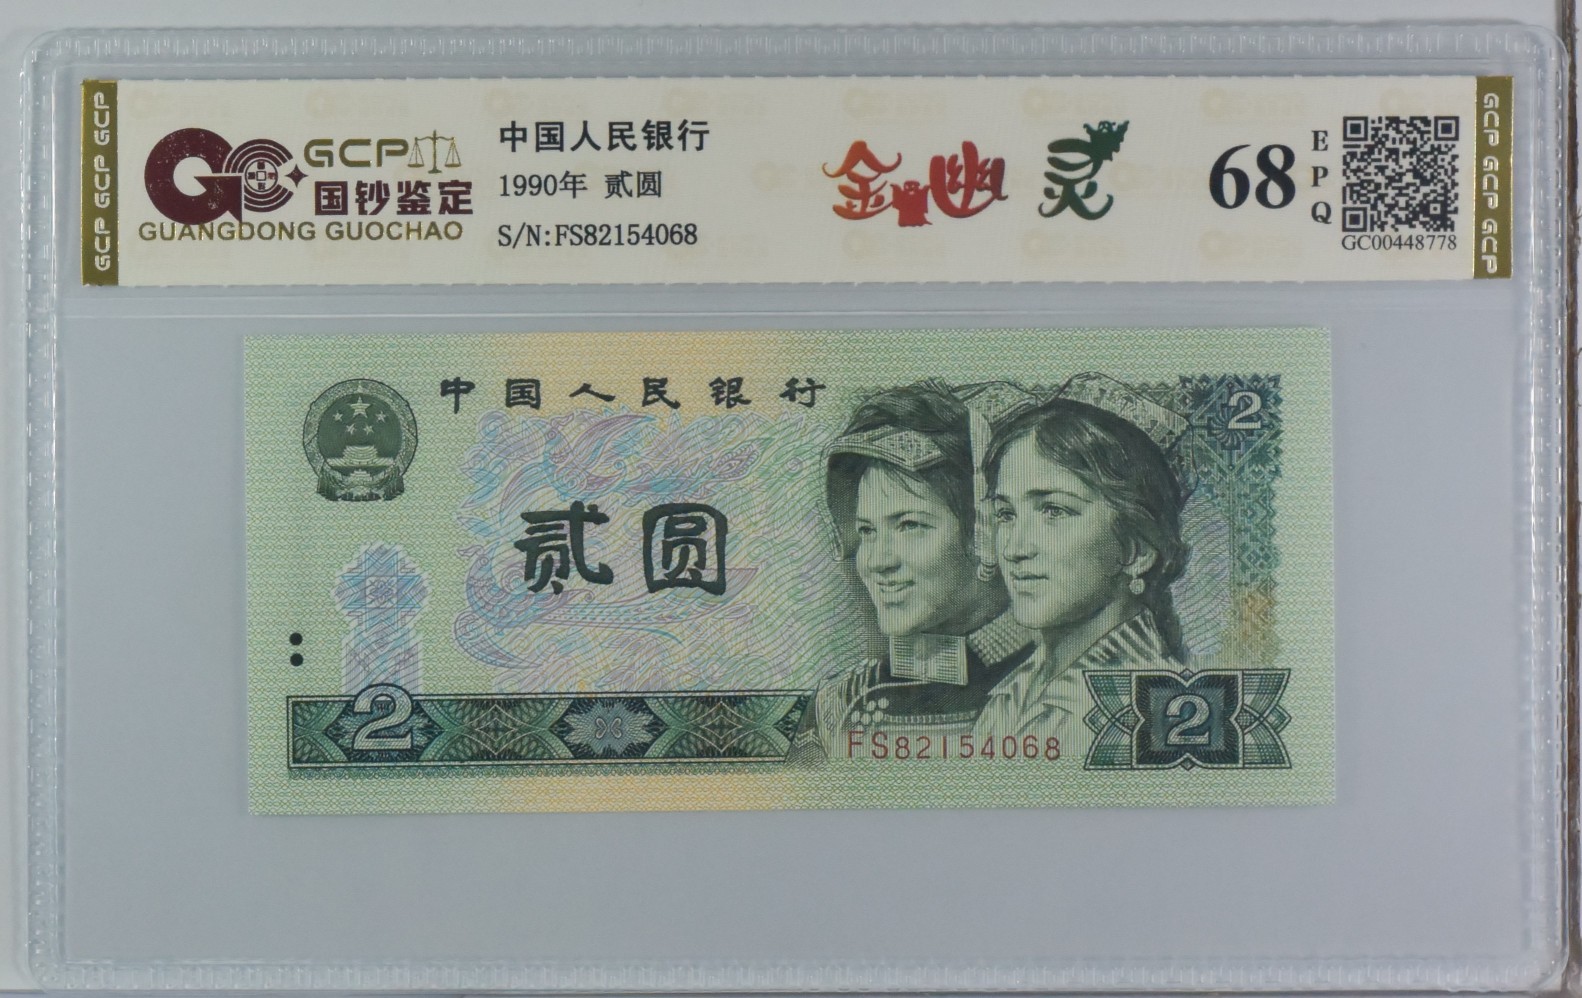 GCP GCP GCP
GCP
国钞鉴定
GUANGDONG GUOCHAO
中国人民银行
1990年 贰圆
S/N:FS82154068
金幽灵
68
EPQ
GC00448778
GCP GCP GCP
中国人民银行
2
贰圆
2
FS82154068
2